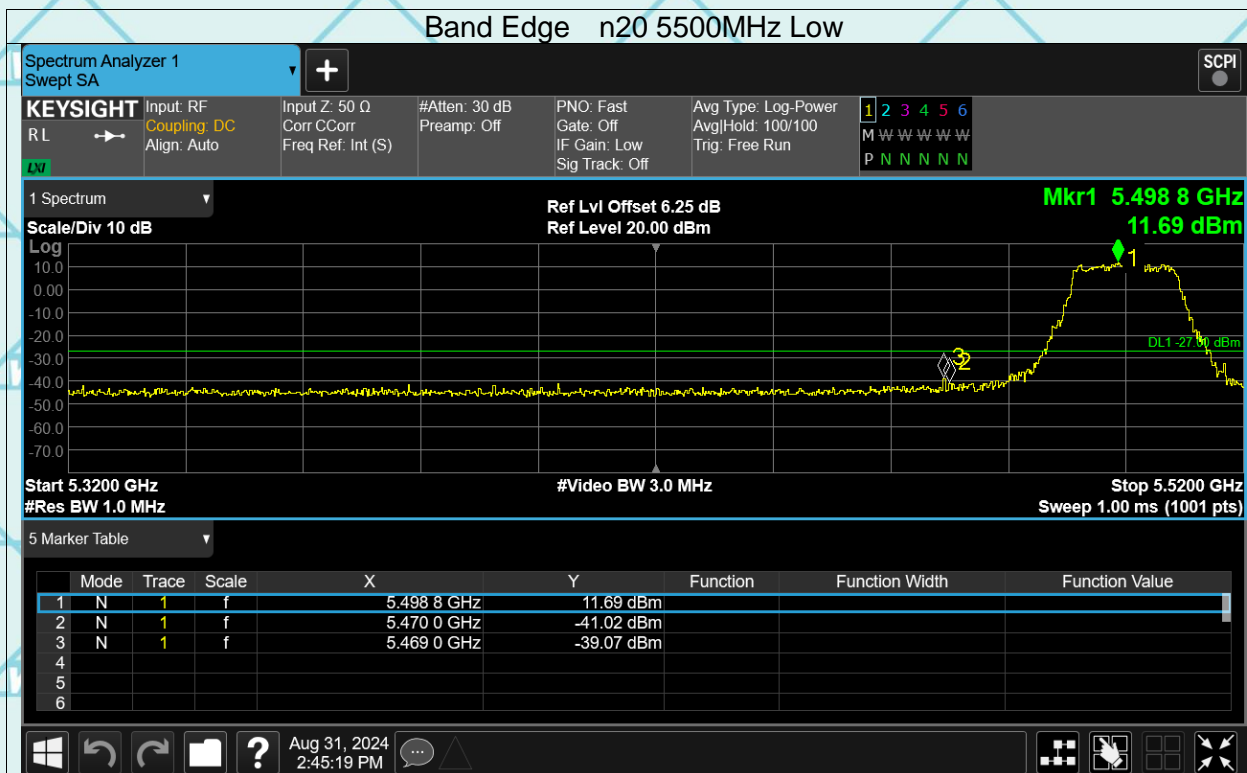 Band Edge n20 5500MHz Low
Spectrum Analyzer 1
Swept SA
SCPI
KEYSIGHT
R L
LXI
Input: RF
Coupling: DC
Align: Auto
Input Z: 50 Ω
Corr CCorr
Freq Ref: Int (S)
#Atten: 30 dB
Preamp: Off
PNO: Fast
Gate: Off
IF Gain: Low
Sig Track: Off
Avg Type: Log-Power
Avg|Hold: 100/100
Trig: Free Run
1 2 3 4 5 6
M W W W W W
P N N N N N
1 Spectrum
Scale/Div 10 dB
Ref Lvl Offset 6.25 dB
Ref Level 20.00 dBm
Mkr1 5.498 8 GHz
11.69 dBm
Log
10.0
0.00
-10.0
-20.0
-30.0
-40.0
-50.0
-60.0
-70.0
1
DL1 -27.00 dBm
3 2
Start 5.3200 GHz
#Video BW 3.0 MHz
Stop 5.5200 GHz
#Res BW 1.0 MHz
Sweep 1.00 ms (1001 pts)
5 Marker Table
Mode Trace Scale X Y Function Function Width Function Value
1 N 1 f 5.498 8 GHz 11.69 dBm
2 N 1 f 5.470 0 GHz -41.02 dBm
3 N 1 f 5.469 0 GHz -39.07 dBm
4
5
6
?
Aug 31, 2024
2:45:19 PM